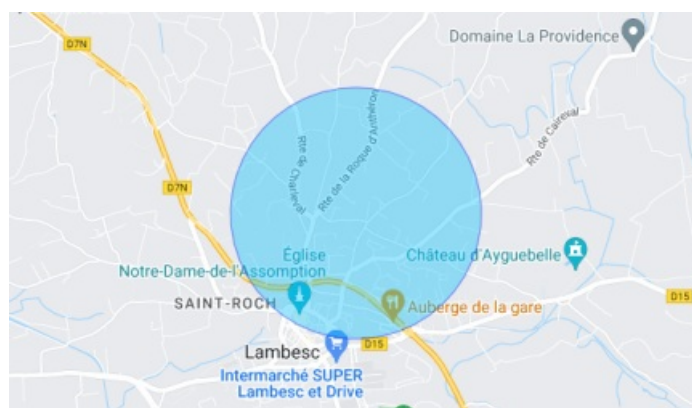 Domaine La Providence
D7N
Rte de Caireval
Rte de la Roque d'Anthéron
Rte de Charleval
D7N
Église
Notre-Dame-de-l'Assomption
Château d'Ayguebelle
SAINT-ROCH
Auberge de la gare
D15
Lambesc
D15
Intermarché SUPER
Lambesc et Drive